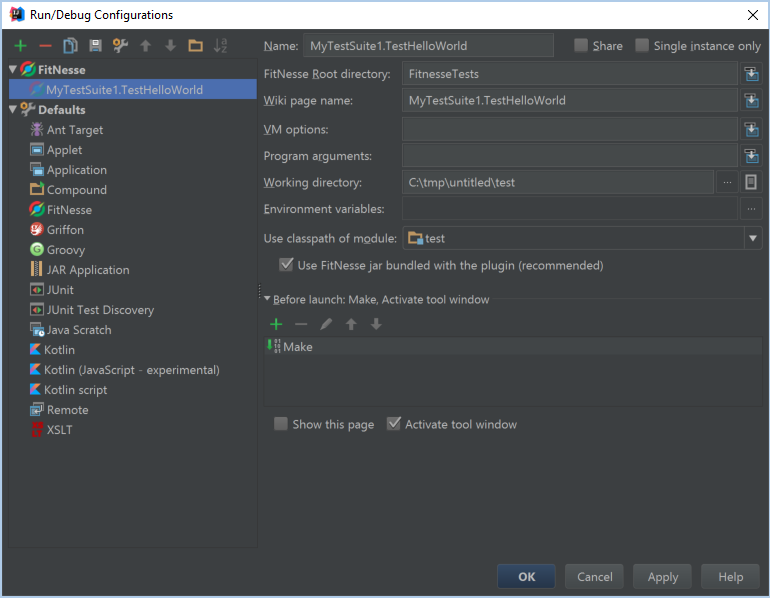 Run/Debug Configurations
Name: MyTestSuite1.TestHelloWorld Share Single instance only
FitNesse
MyTestSuite1.TestHelloWorld
Defaults
Ant Target
Applet
Application
Compound
FitNesse
Griffon
Groovy
JAR Application
JUnit
JUnit Test Discovery
Java Scratch
Kotlin
Kotlin (JavaScript - experimental)
Kotlin script
Remote
XSLT
FitNesse Root directory: FitnesseTests
Wiki page name: MyTestSuite1.TestHelloWorld
VM options:
Program arguments:
Working directory: C:\tmp\untitled\test ...
Environment variables: ...
Use classpath of module: test
Use FitNesse jar bundled with the plugin (recommended)
Before launch: Make, Activate tool window
Make
Show this page Activate tool window
OK Cancel Apply Help